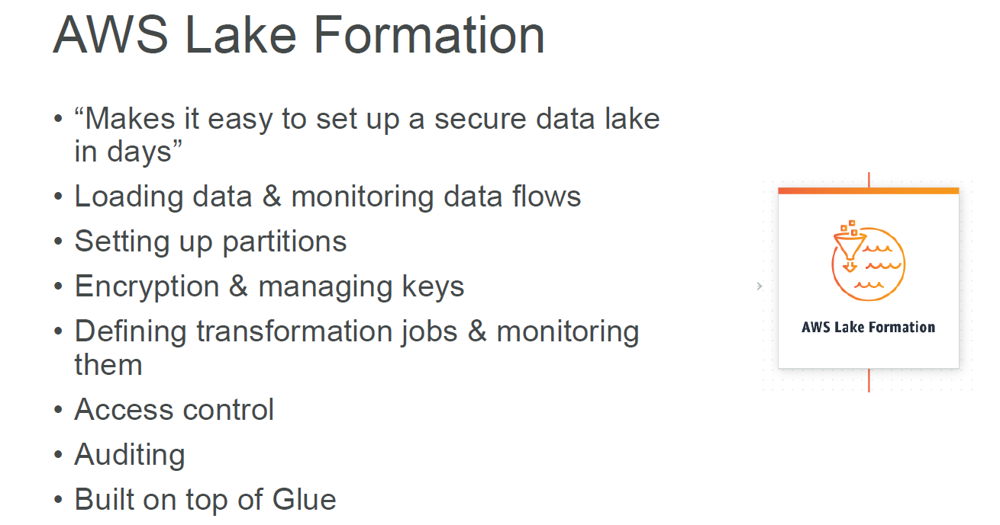 AWS Lake Formation
• “Makes it easy to set up a secure data lake
in days”
• Loading data & monitoring data flows
• Setting up partitions
• Encryption & managing keys
• Defining transformation jobs & monitoring
them
• Access control
• Auditing
• Built on top of Glue
AWS Lake Formation